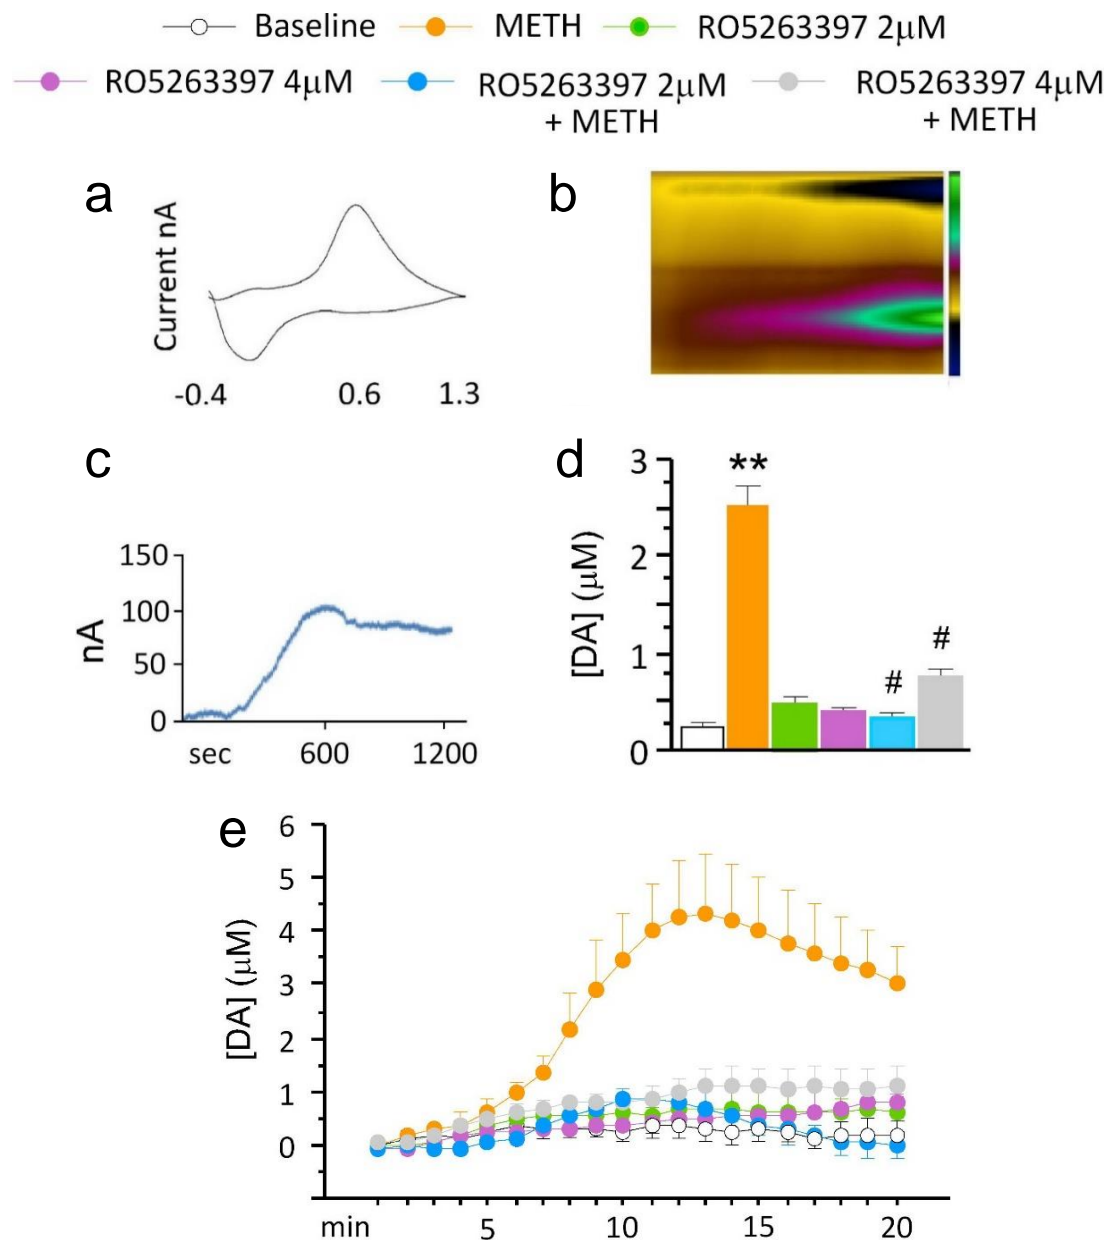 Baseline METH RO5263397 2μM
RO5263397 4μM RO5263397 2μM RO5263397 4μM
+ METH + METH
a b
Current nA
-0.4 0.6 1.3
c d
nA
150
100
50
0
sec 600 1200
[DA] (μM)
3
2
1
0
**
#
#
e
[DA] (μM)
6
5
4
3
2
1
0
min 5 10 15 20